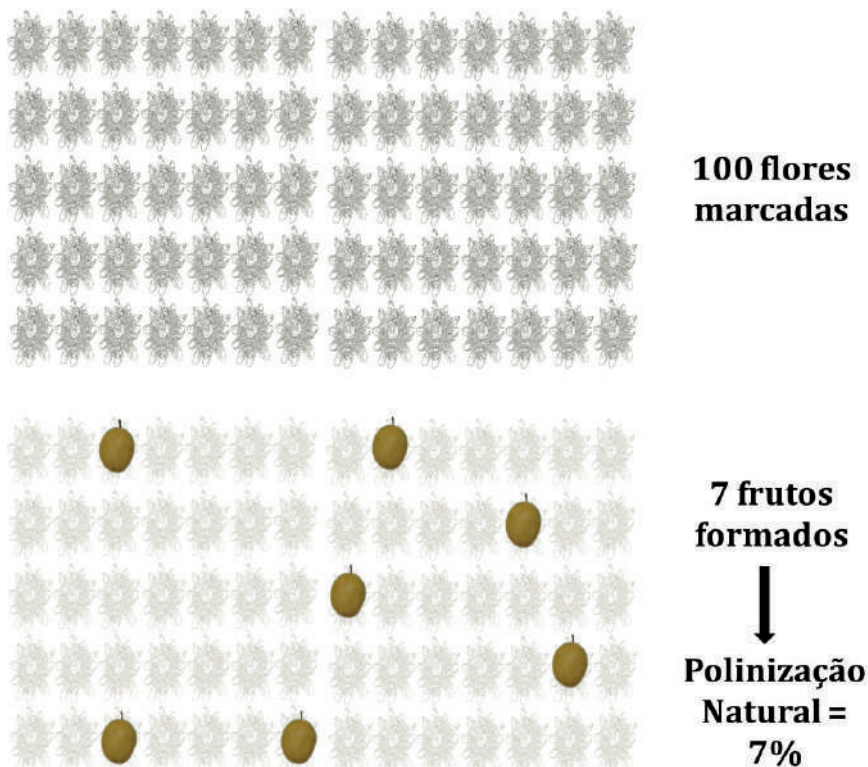 100 flores
marcadas
7 frutos
formados
Polinização
Natural =
7%